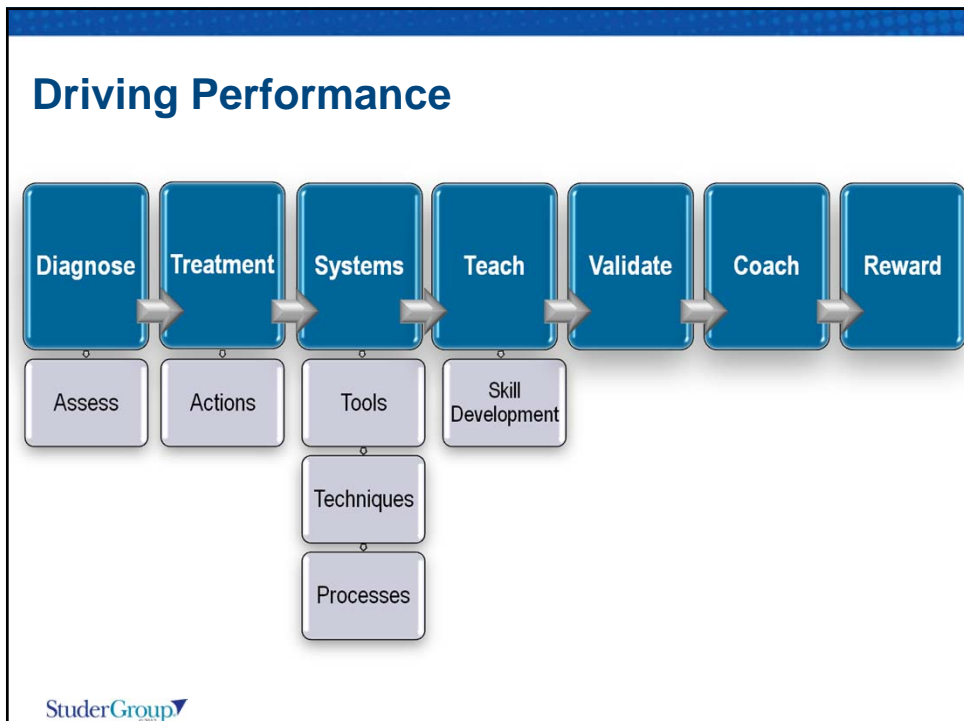 Driving Performance
Diagnose
Treatment
Systems
Teach
Validate
Coach
Reward
Assess
Actions
Tools
Skill
Development
Techniques
Processes
StuderGroup